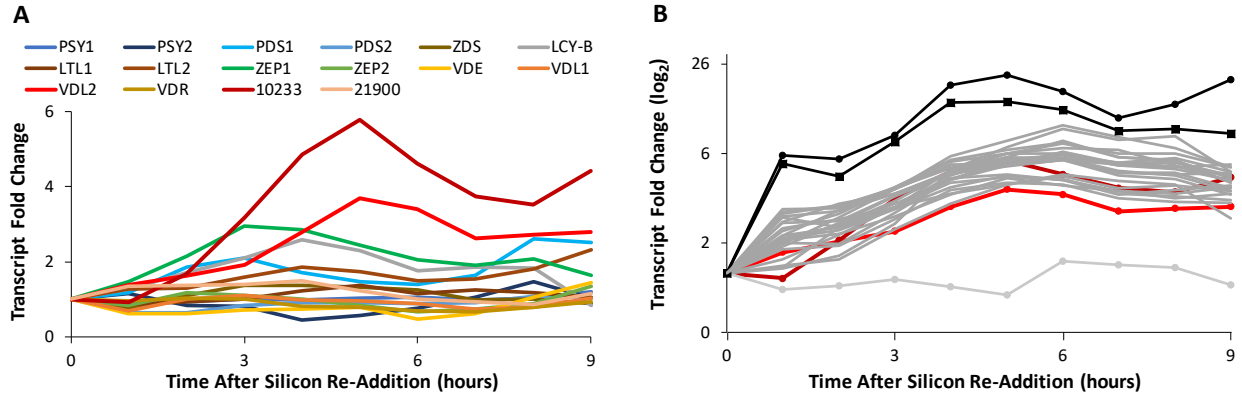 A
PSY1 PSY2 PDS1 PDS2 ZDS LCY-B
LTL1 LTL2 ZEP1 ZEP2 VDE VDL1
VDL2 VDR 10233 21900
Transcript Fold Change
6
4
2
0
0 3 6 9
Time After Silicon Re-Addition (hours)
B
Transcript Fold Change (log₂)
26
6
2
0
0 3 6 9
Time After Silicon Re-Addition (hours)